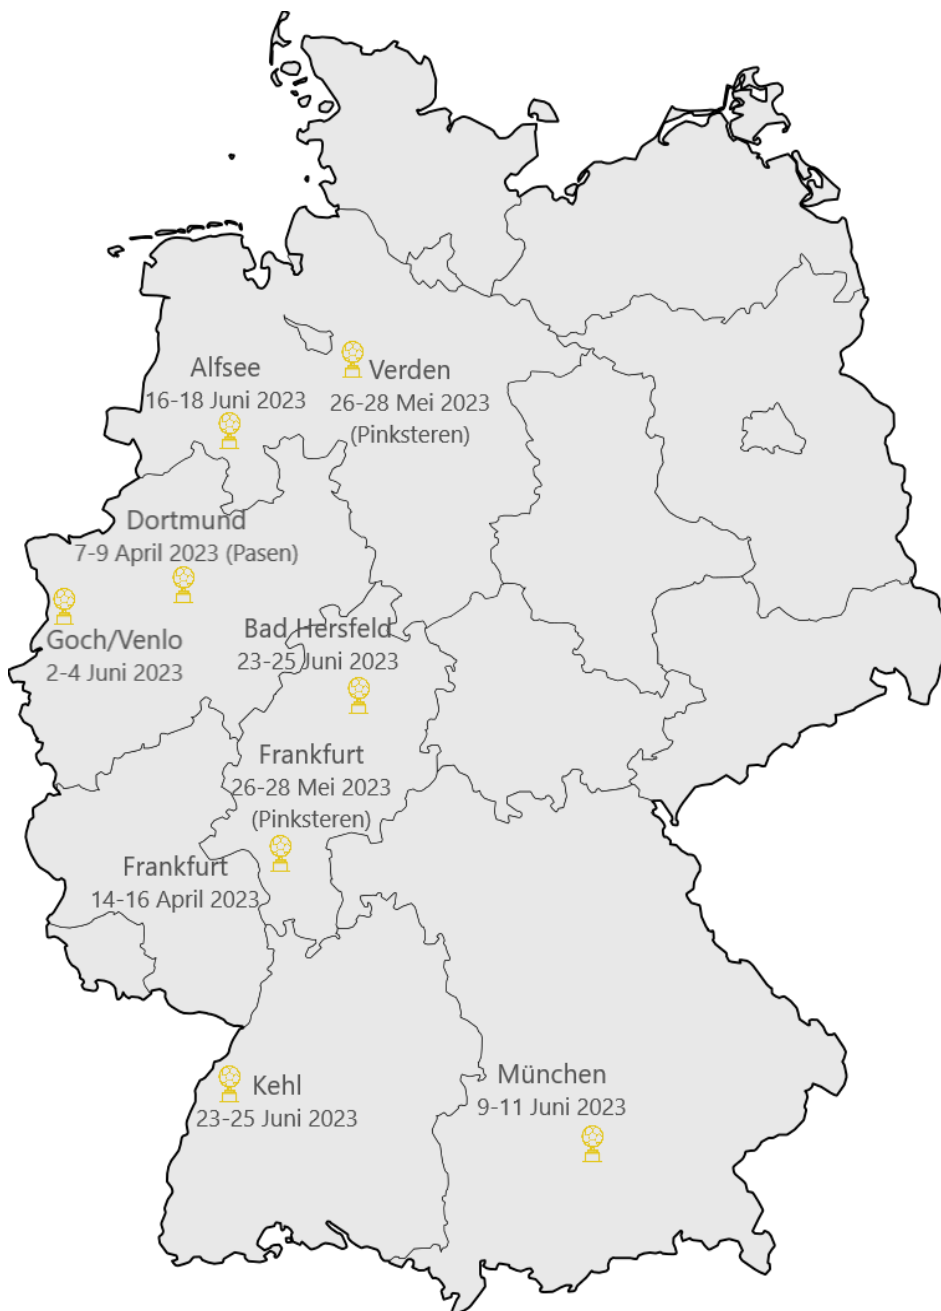 Alfsee
16-18 Juni 2023
Verden
26-28 Mei 2023
(Pinksteren)
Dortmund
7-9 April 2023 (Pasen)
Goch/Venlo
2-4 Juni 2023
Bad Hersfeld
23-25 Juni 2023
Frankfurt
26-28 Mei 2023
(Pinksteren)
Frankfurt
14-16 April 2023
Kehl
23-25 Juni 2023
München
9-11 Juni 2023